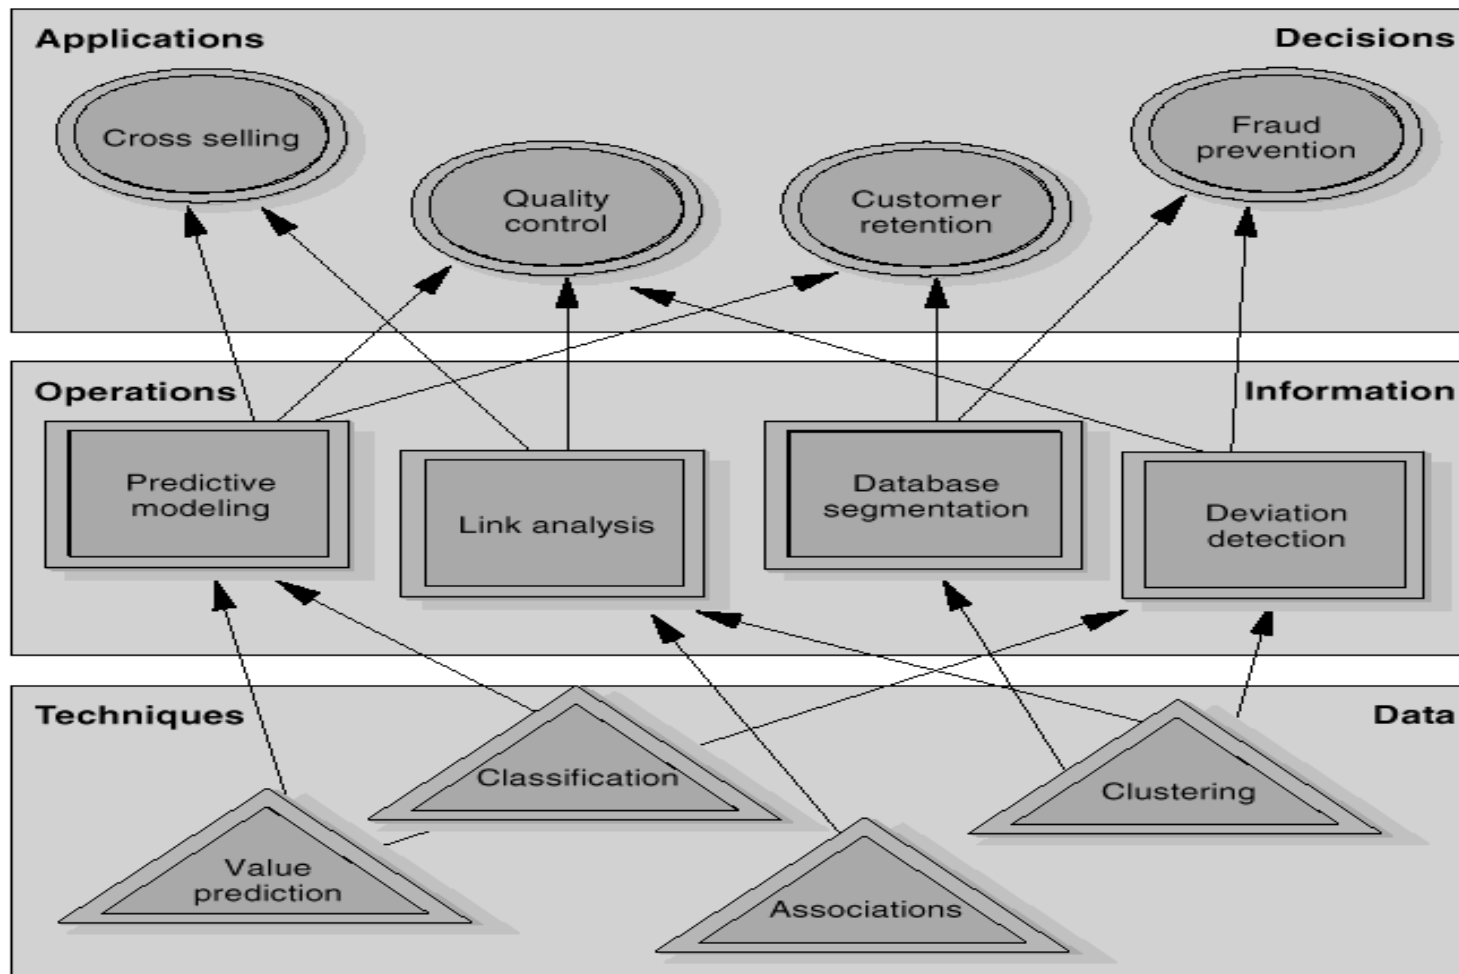 Applications
Decisions
Cross selling
Fraud
prevention
Quality
control
Customer
retention
Operations
Information
Predictive
modeling
Link analysis
Database
segmentation
Deviation
detection
Techniques
Data
Classification
Clustering
Value
prediction
Associations